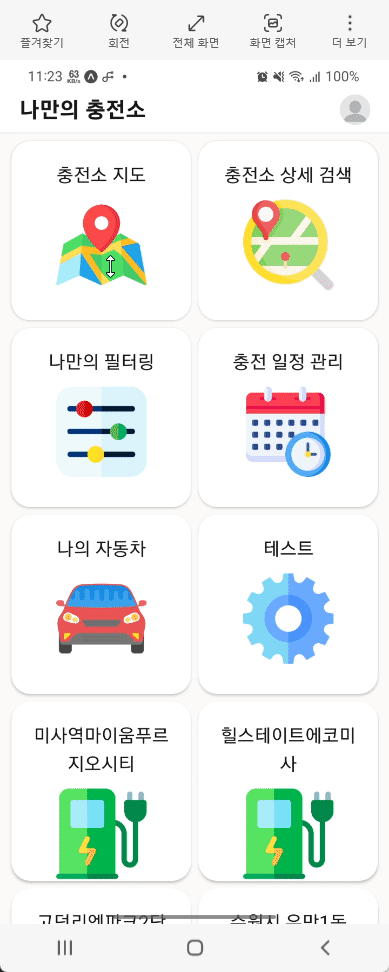 즐겨찾기 회전 전체 화면 화면 캡처 더 보기
11:23 63 KB/s 100%
나만의 충전소
충전소 지도 충전소 상세 검색
나만의 필터링 충전 일정 관리
나의 자동차 테스트
미사역마이움푸르
지오시티
힐스테이트에코미
사